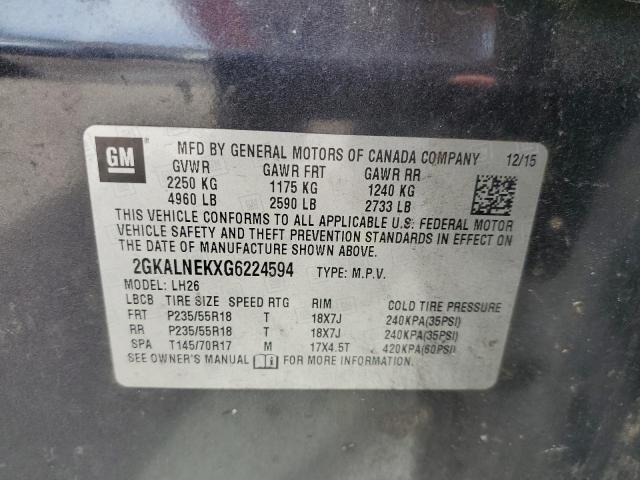 GM
MFD BY GENERAL MOTORS OF CANADA COMPANY 12/15
GVWR GAWR FRT GAWR RR
2250 KG 1175 KG 1240 KG
4960 LB 2590 LB 2733 LB
THIS VEHICLE CONFORMS TO ALL APPLICABLE U.S. FEDERAL MOTOR
VEHICLE SAFETY AND THEFT PREVENTION STANDARDS IN EFFECT ON
THE DATE OF MANUFACTURE SHOWN ABOVE.
2GKALNEKXG6224594 TYPE: M.P.V.
MODEL: LH26
LBCB TIRE SIZE SPEED RTG RIM COLD TIRE PRESSURE
FRT P235/55R18 T 18X7J 240KPA(35PSI)
RR P235/55R18 T 18X7J 240KPA(35PSI)
SPA T145/70R17 M 17X4.5T 420KPA(60PSI)
SEE OWNER'S MANUAL FOR MORE INFORMATION